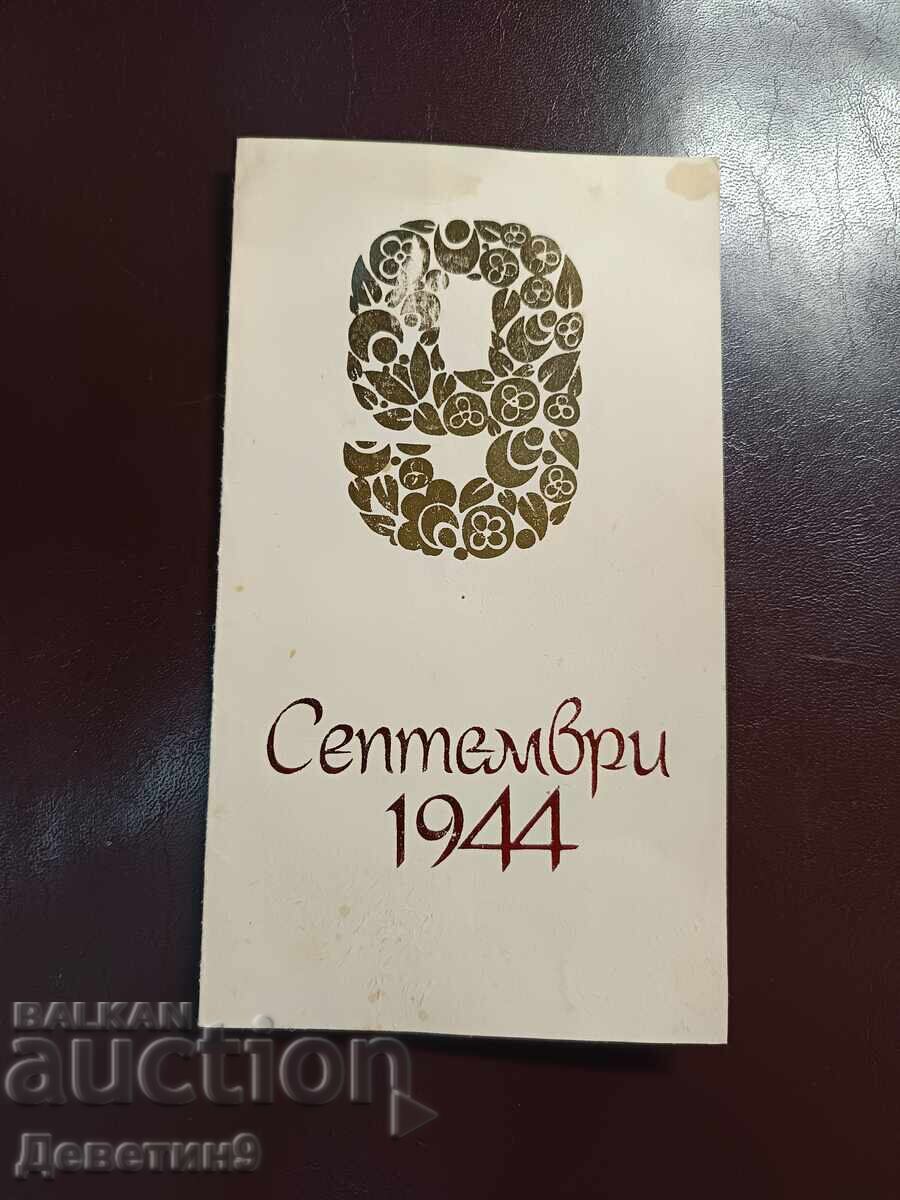 9
Септември
1944
BALKAN
auction
Деветин9